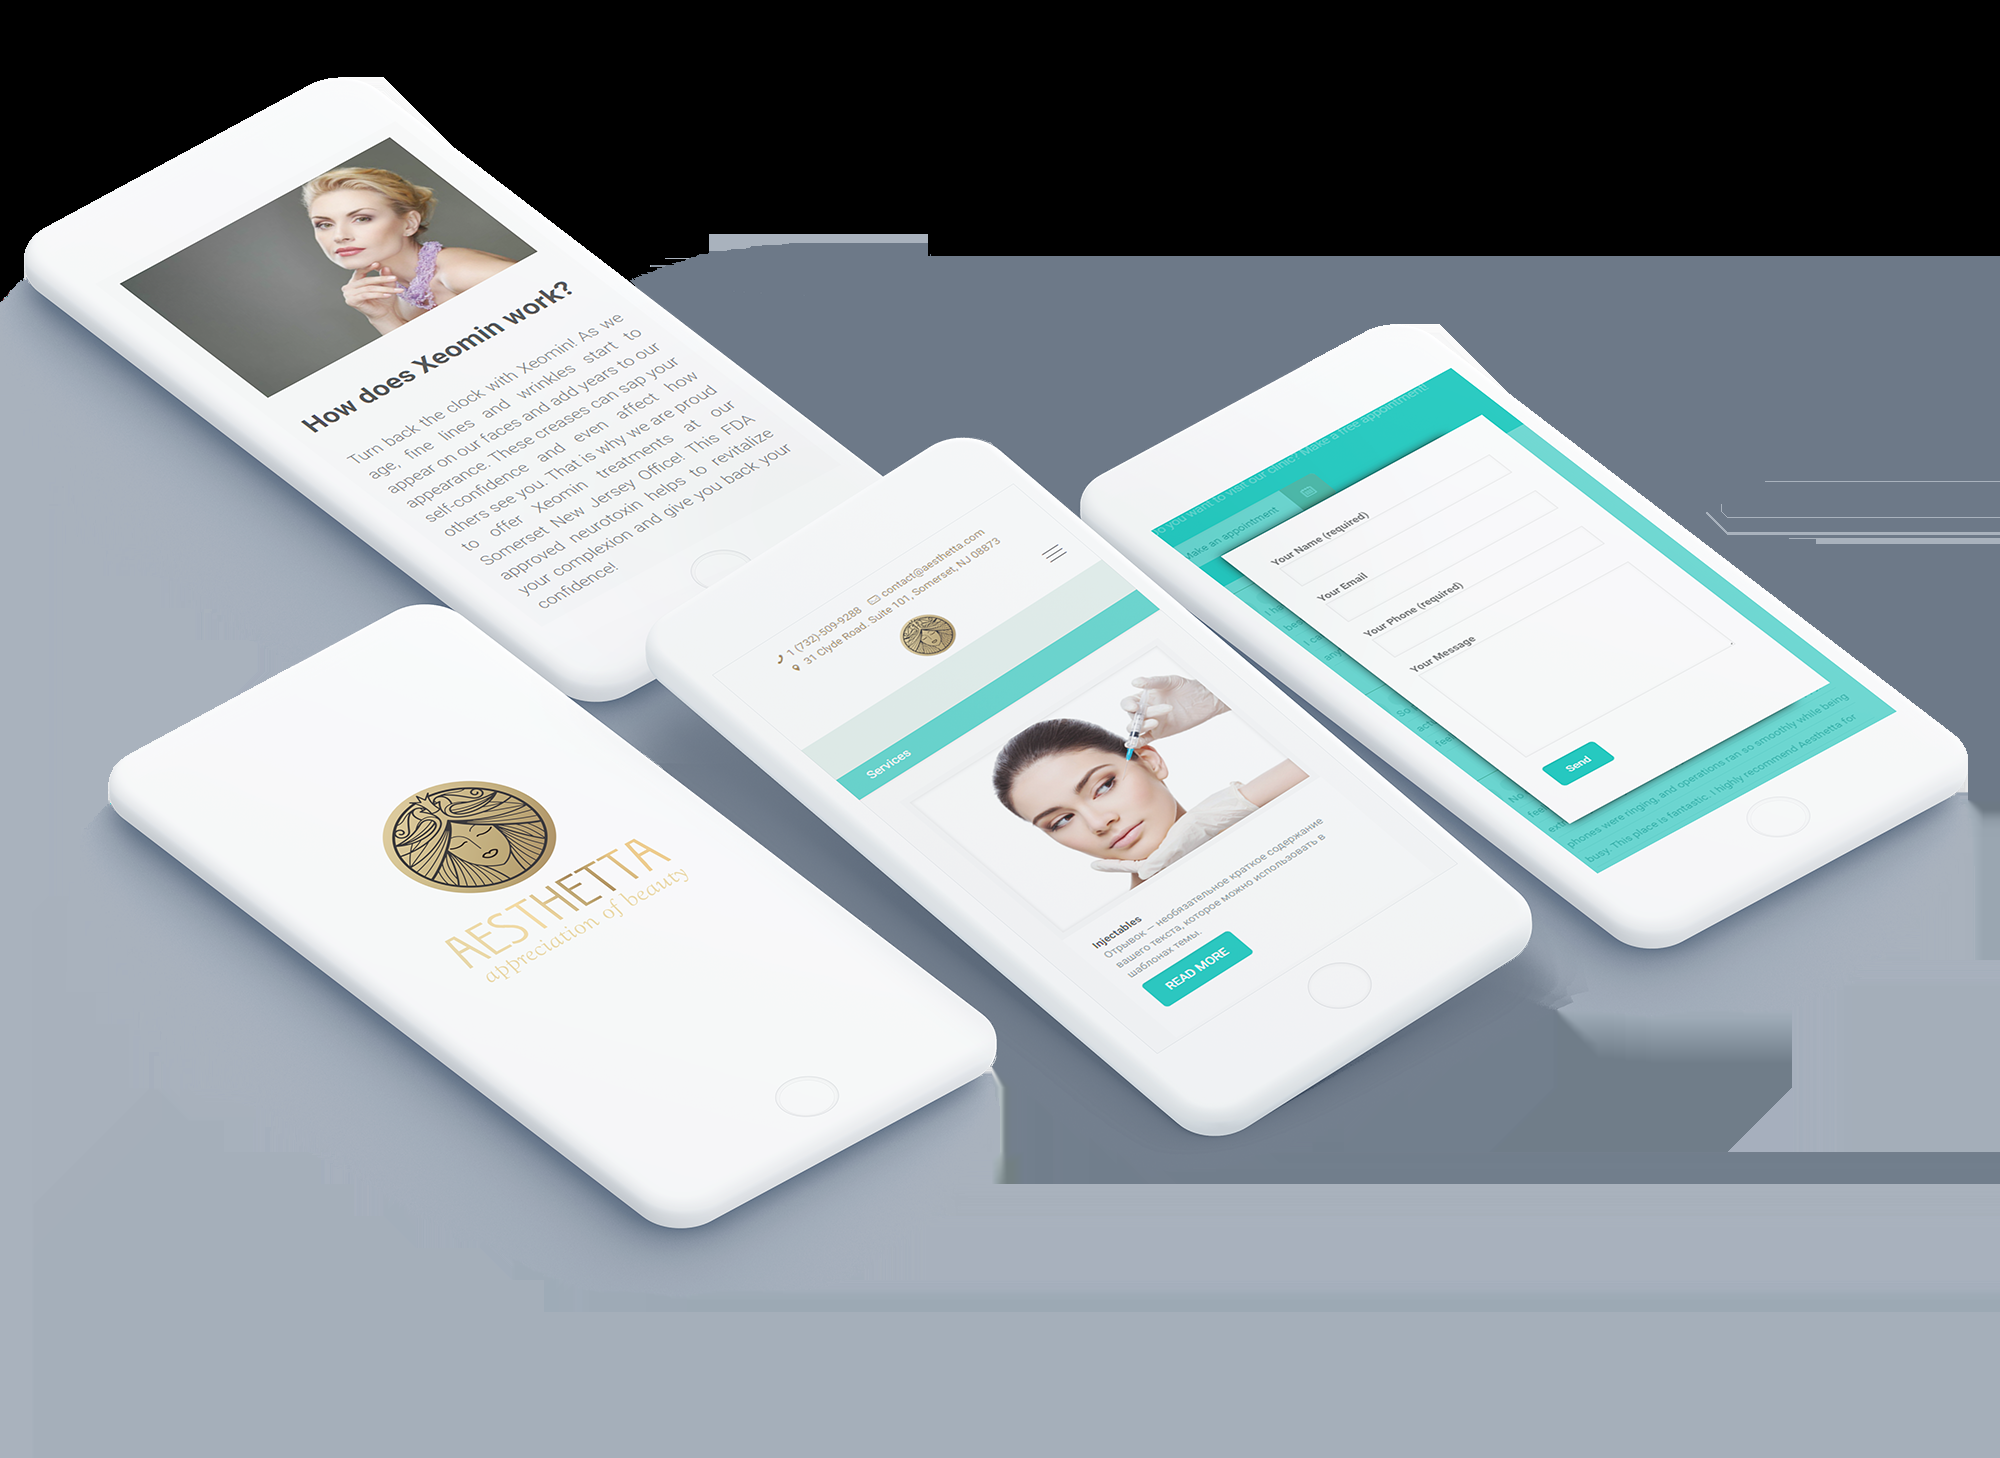 How does Xeomin work?
Turn back the clock with Xeomin! As we
age, fine lines and wrinkles start to
appear on our faces and add years to our
appearance. These creases can sap your
self-confidence and even affect how
others see you. That is why we are proud
to offer Xeomin treatments at our
Somerset New Jersey Office! This FDA
approved neurotoxin helps to revitalize
your complexion and give you back your
confidence!
AESTHETTA
appreciation of beauty
1 (732)-509-9288 contact@aesthetta.com
31 Clyde Road. Suite 101, Somerset, NJ 08873
Services
Injectables
Отрывок — необязательное краткое содержание
вашего текста, которое можно использовать в
шаблонах темы.
READ MORE
you want to visit our clinic? Make a free appointment!
Make an appointment
Your Name (required)
Your Email
Your Phone (required)
Your Message
Send
phones were ringing, and operations ran so smoothly while being
busy. This place is fantastic. I highly recommend Aesthetta for